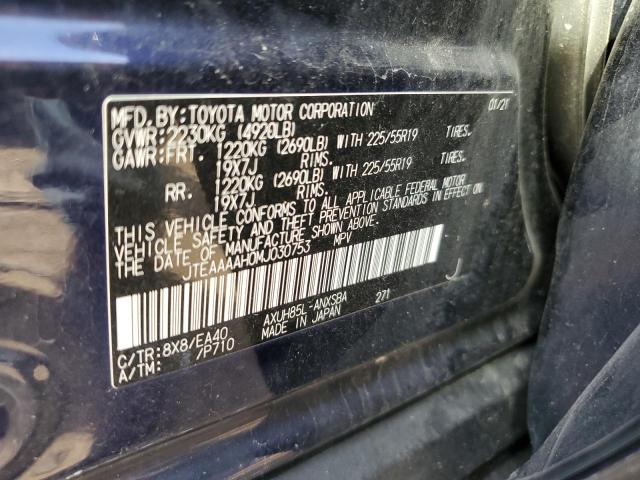 MFD. BY: TOYOTA MOTOR CORPORATION 01/21
GVWR: 2230KG (4920LB)
GAWR: FRT. 1220KG (2690LB) WITH 225/55R19 TIRES.
19X7J RIMS.
RR. 1220KG (2690LB) WITH 225/55R19 TIRES.
19X7J RIMS.
THIS VEHICLE CONFORMS TO ALL APPLICABLE FEDERAL MOTOR
VEHICLE SAFETY AND THEFT PREVENTION STANDARDS IN EFFECT ON
THE DATE OF MANUFACTURE SHOWN ABOVE.
JTEAAAAH0MJ030753 MPV
J
AXUH85L-ANXSBA 271
C/TR: 8X8/EA40 MADE IN JAPAN
A/TM: /P710